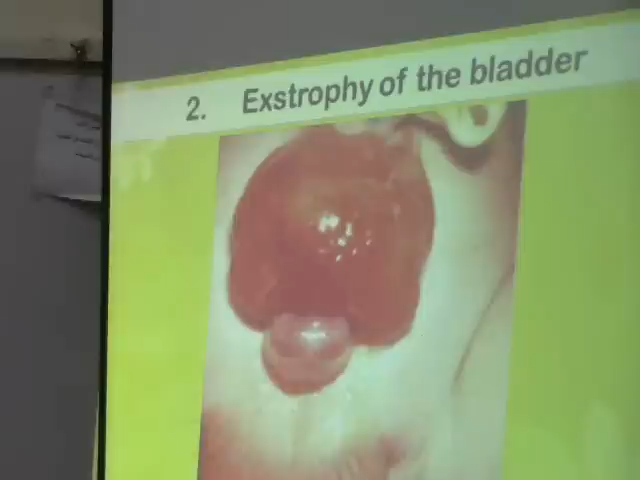 2. Exstrophy of the bladder